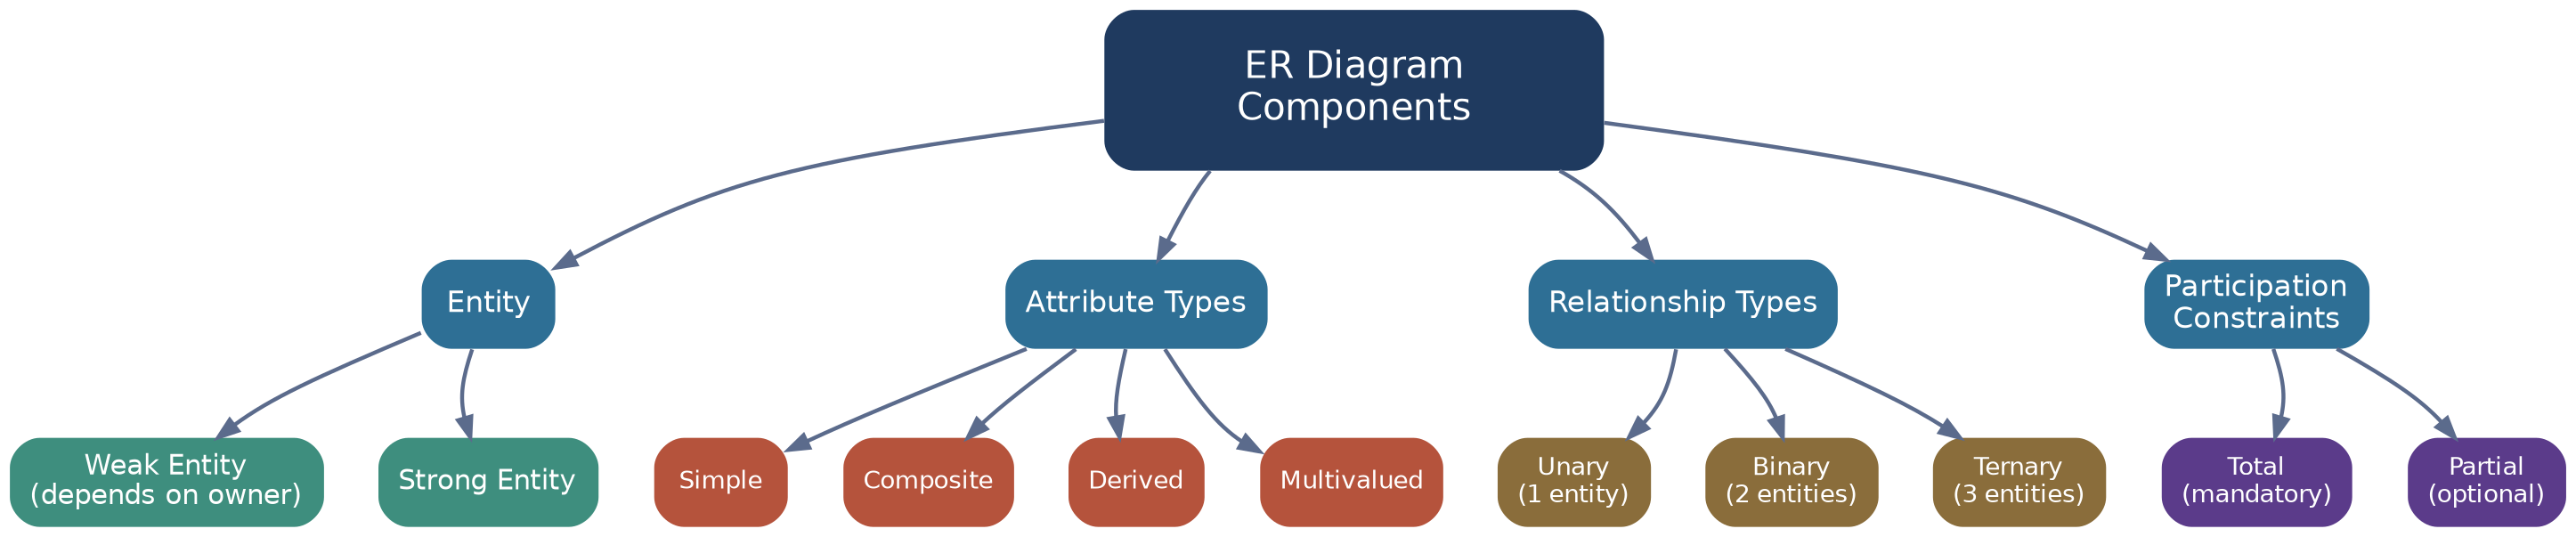 ER Diagram
Components
Entity
Attribute Types
Relationship Types
Participation
Constraints
Weak Entity
(depends on owner)
Strong Entity
Simple
Composite
Derived
Multivalued
Unary
(1 entity)
Binary
(2 entities)
Ternary
(3 entities)
Total
(mandatory)
Partial
(optional)